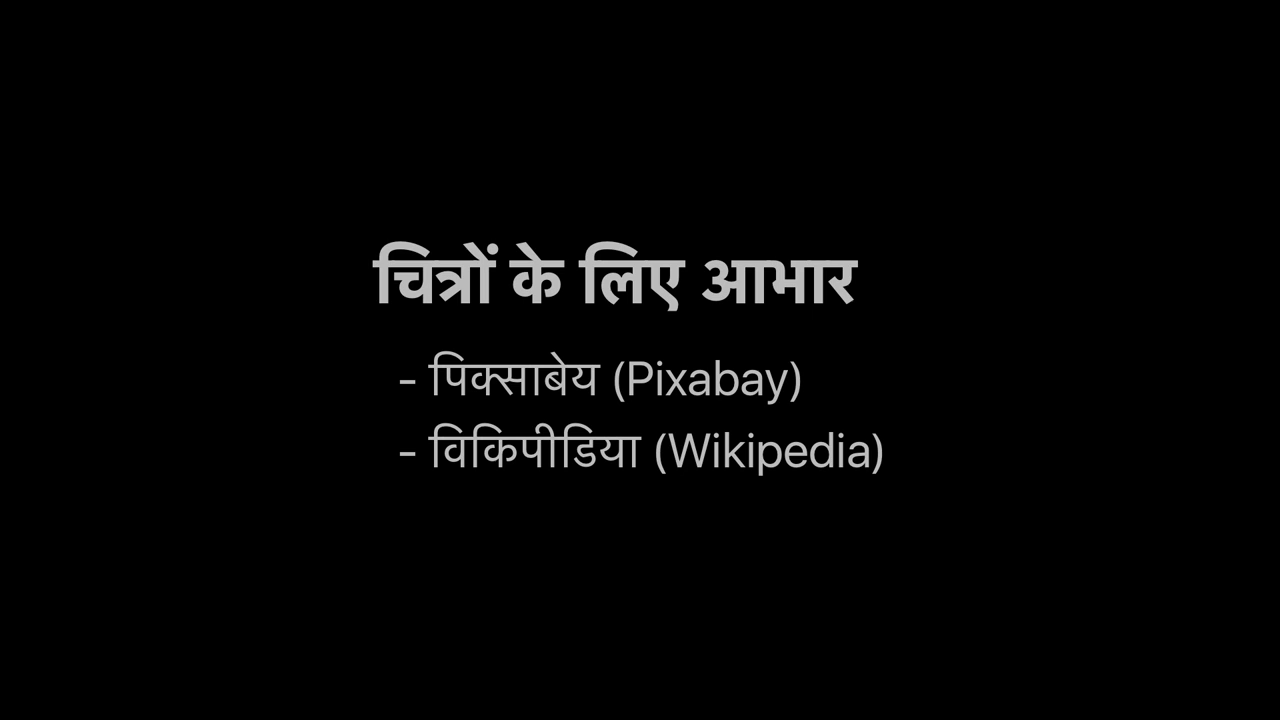 चित्रों के लिए आभार
- पिक्साबेय (Pixabay)
- विकिपीडिया (Wikipedia)